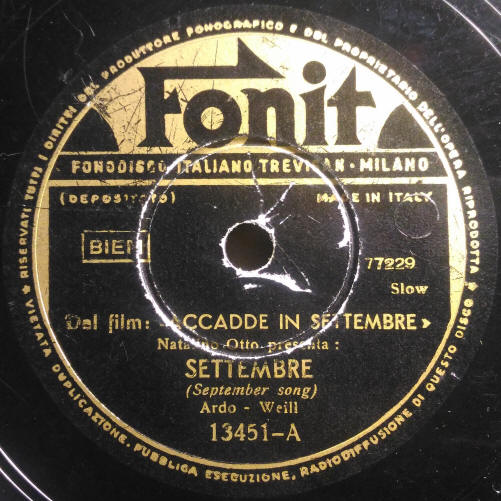 ★ RISERVATI TUTTI I DIRITTI DEL PRODUTTORE FONOGRAFICO E DEL PROPRIETARIO DELL'OPERA RIPRODOTTA ★
Fonit
FONODISCO ITALIANO TREVISAN · MILANO
(DEPOSITATO) MADE IN ITALY
BIEM
77229
Slow
Dal film: «ACCADDE IN SETTEMBRE»
Natalino Otto presenta :
SETTEMBRE
(September song)
Ardo - Weill
13451-A
VIETATA DUPLICAZIONE, PUBBLICA ESECUZIONE, RADIODIFFUSIONE DI QUESTO DISCO